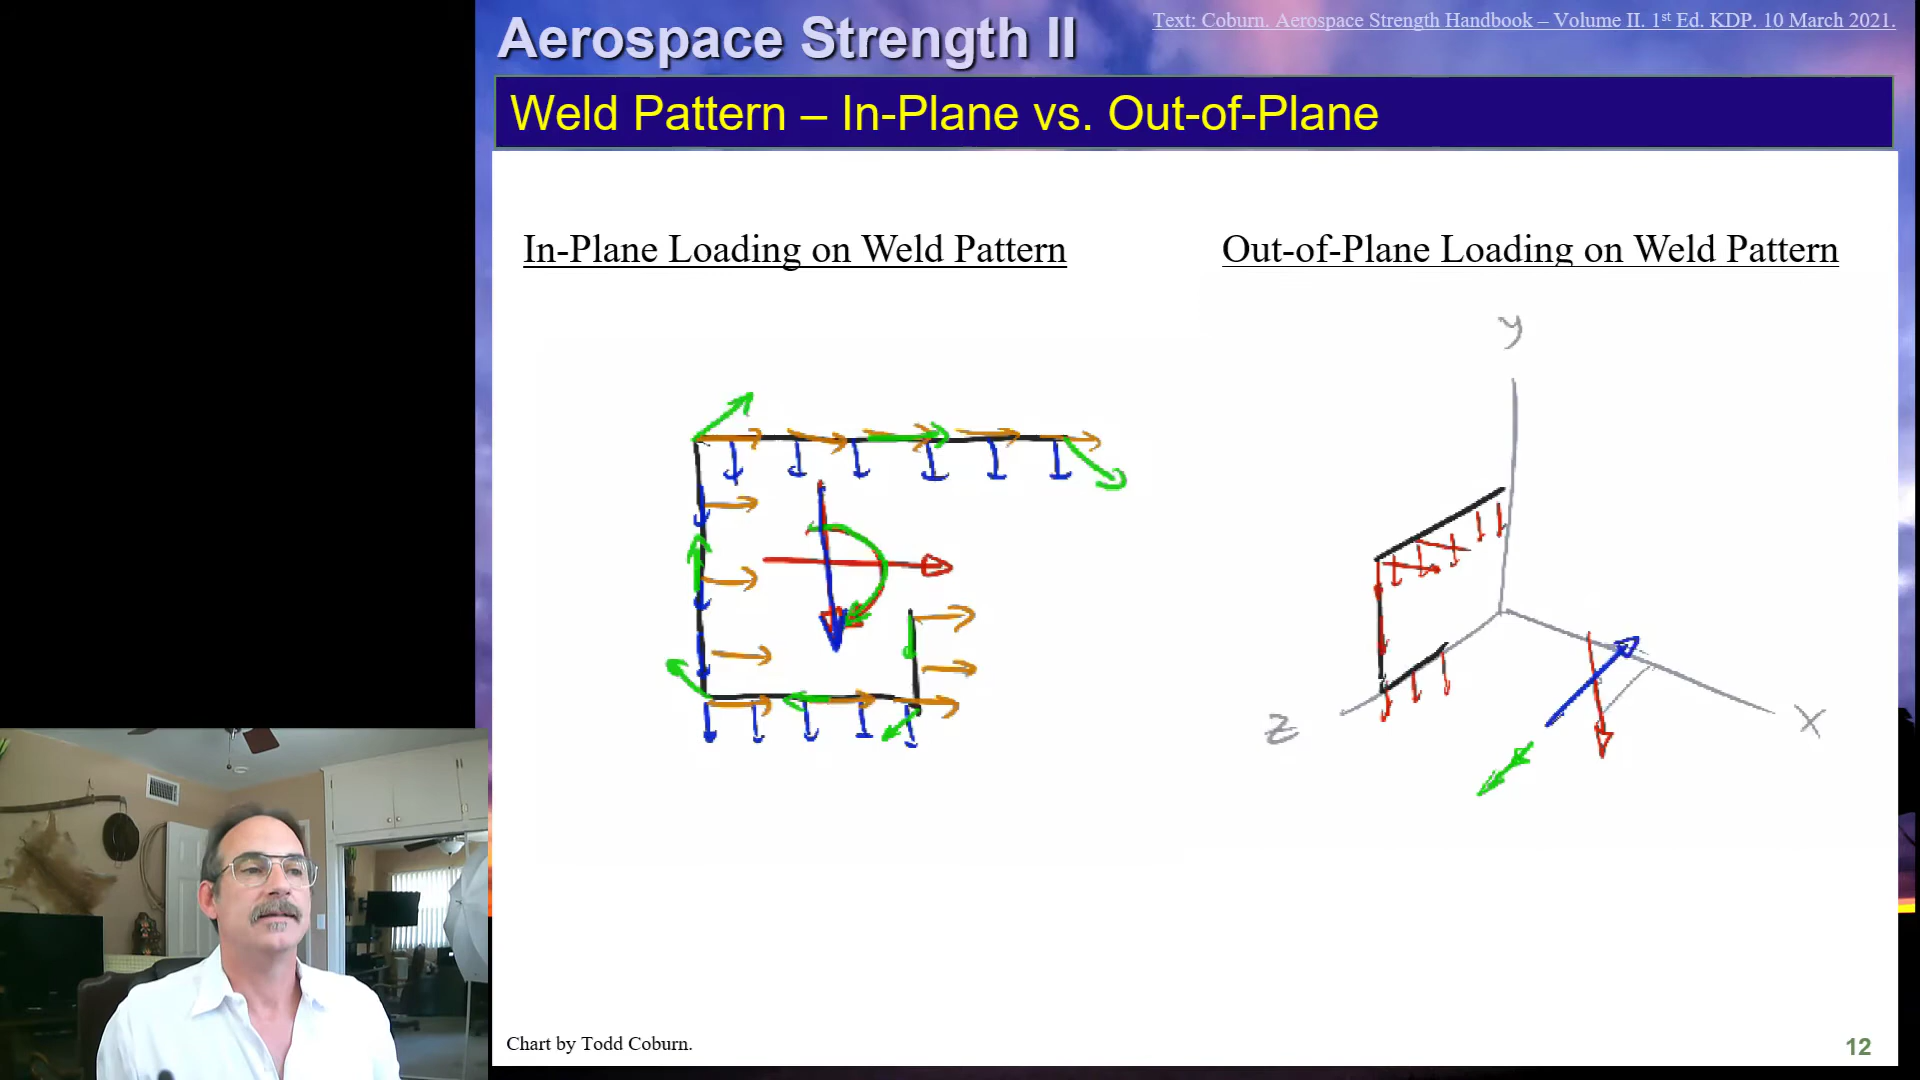 Aerospace Strength II
Text: Coburn. Aerospace Strength Handbook – Volume II. 1st Ed. KDP. 10 March 2021.
Weld Pattern – In-Plane vs. Out-of-Plane
In-Plane Loading on Weld Pattern
Out-of-Plane Loading on Weld Pattern
y
z
x
Chart by Todd Coburn.
12